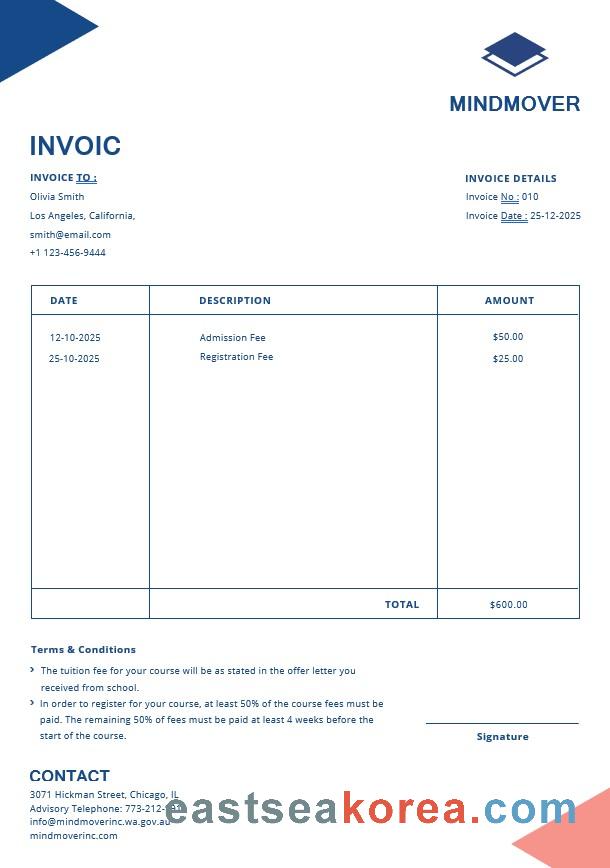 MINDMOVER
INVOIC
INVOICE TO :
Olivia Smith
Los Angeles, California,
smith@email.com
+1 123-456-9444
INVOICE DETAILS
Invoice No : 010
Invoice Date : 25-12-2025
DATE DESCRIPTION AMOUNT
12-10-2025 Admission Fee $50.00
25-10-2025 Registration Fee $25.00
TOTAL $600.00
Terms & Conditions
› The tuition fee for your course will be as stated in the offer letter you
received from school.
› In order to register for your course, at least 50% of the course fees must be
paid. The remaining 50% of fees must be paid at least 4 weeks before the
start of the course.
Signature
CONTACT
3071 Hickman Street, Chicago, IL
Advisory Telephone:
info@mindmover.wa.gov.au
mindmoverinc.com
eastseakorea.com